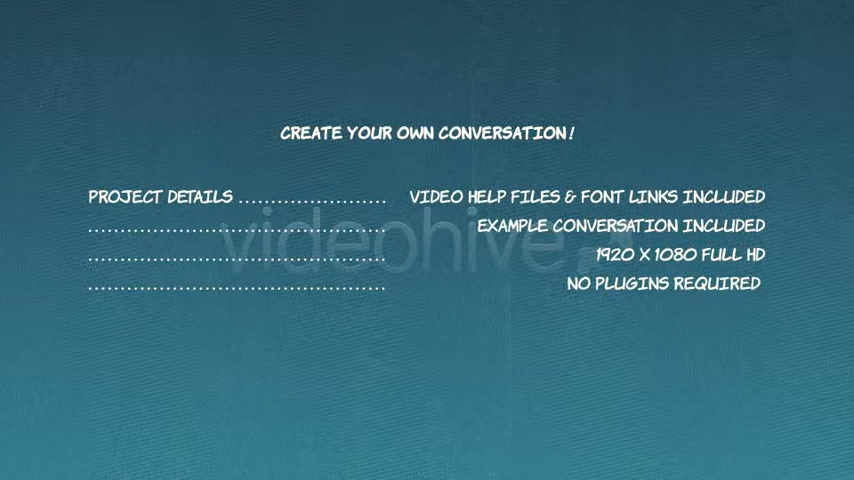 CREATE YOUR OWN CONVERSATION!
PROJECT DETAILS ....................... VIDEO HELP FILES & FONT LINKS INCLUDED
............................................... EXAMPLE CONVERSATION INCLUDED
videohive
............................................... 1920 X 1080 FULL HD
............................................... NO PLUGINS REQUIRED